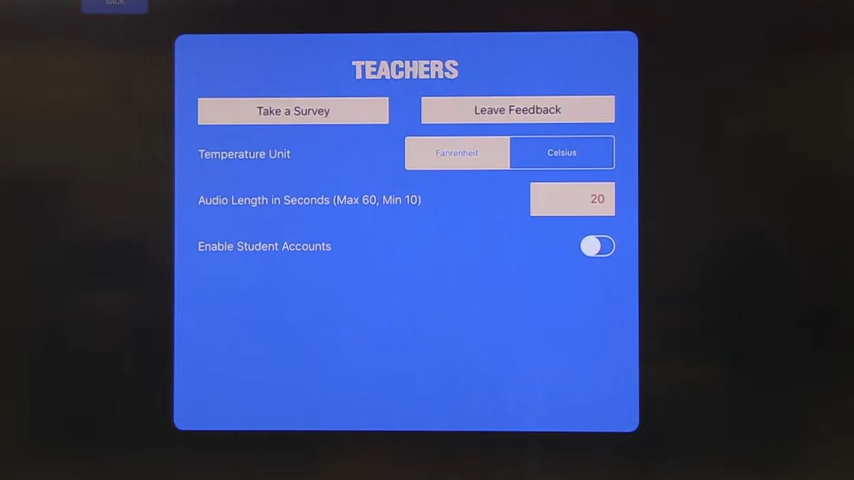 BACK
TEACHERS
Take a Survey
Leave Feedback
Temperature Unit
Fahrenheit
Celsius
Audio Length in Seconds (Max 60, Min 10)
20
Enable Student Accounts